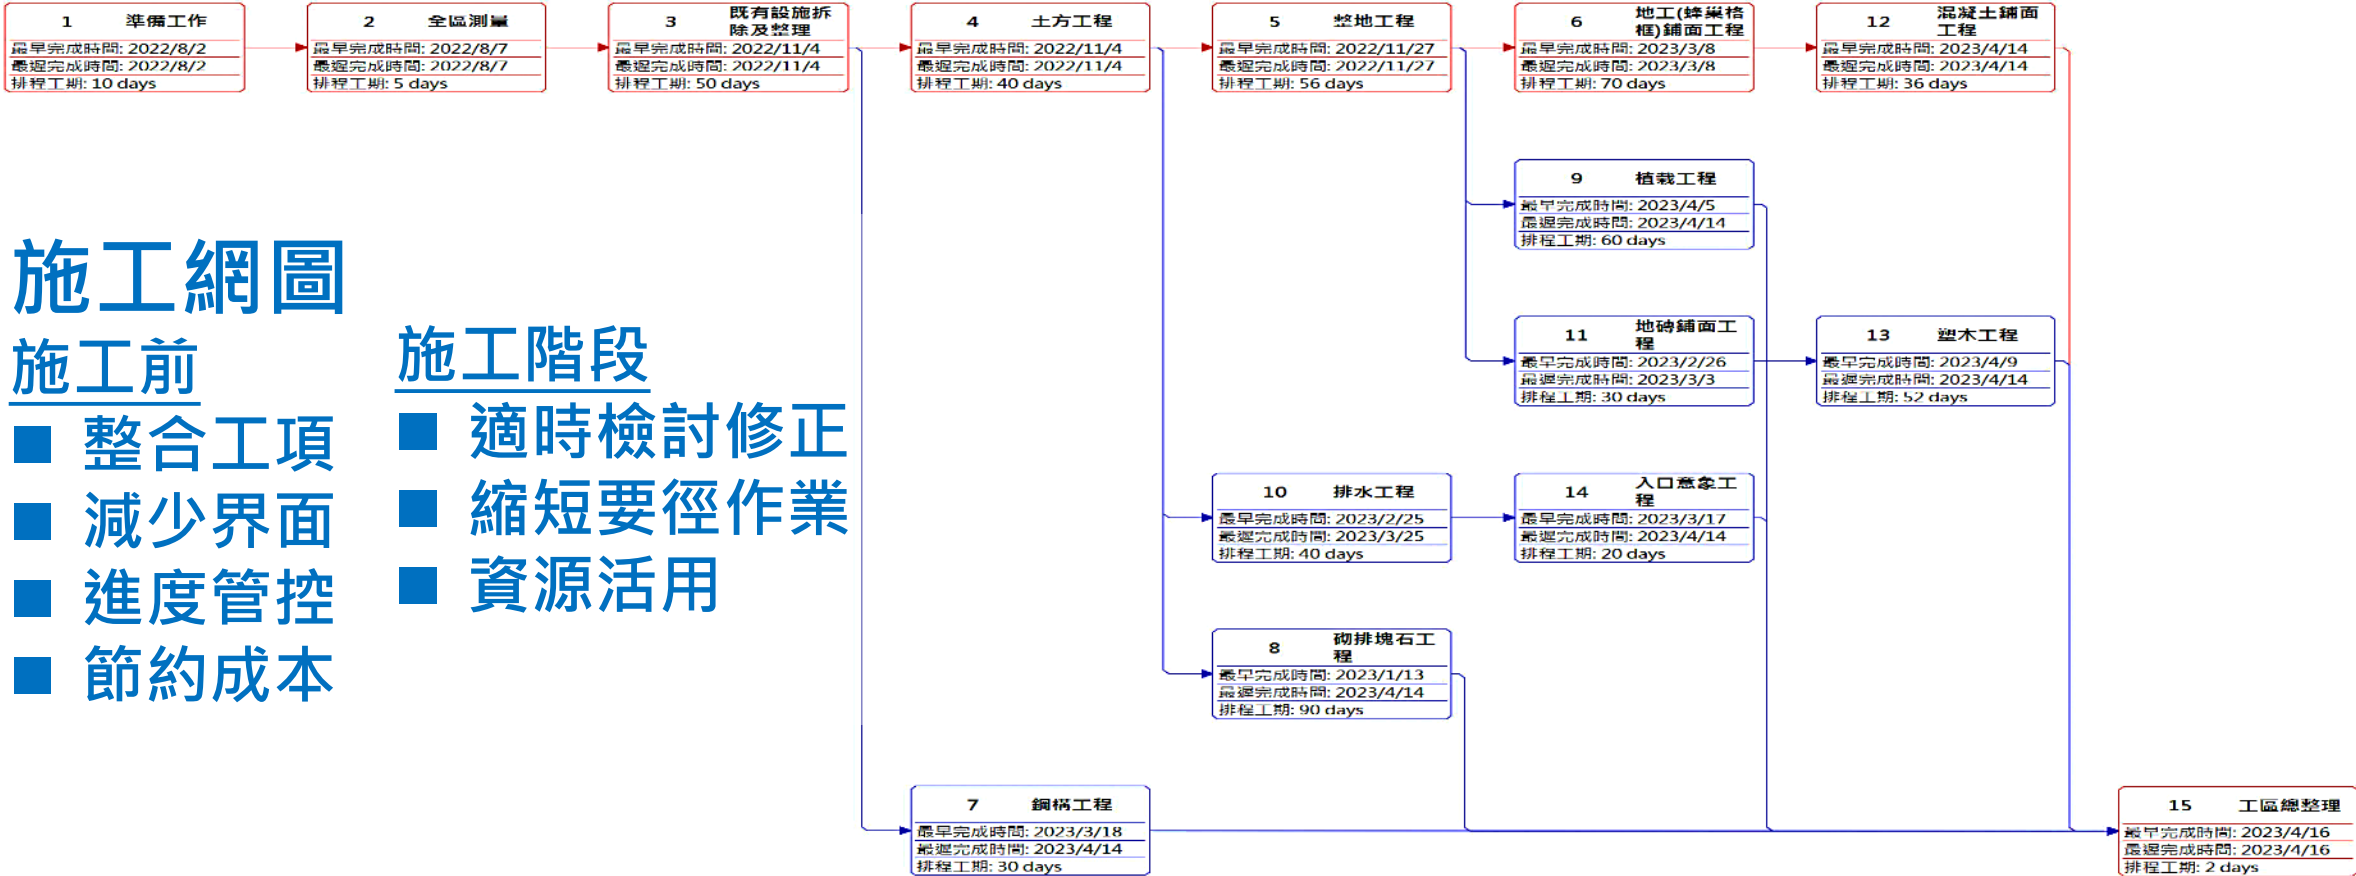 1 準備工作
最早完成時間: 2022/8/2
最遲完成時間: 2022/8/2
排程工期: 10 days
2 全區測量
最早完成時間: 2022/8/7
最遲完成時間: 2022/8/7
排程工期: 5 days
3 既有設施拆
除及整理
最早完成時間: 2022/11/4
最遲完成時間: 2022/11/4
排程工期: 50 days
4 土方工程
最早完成時間: 2022/11/4
最遲完成時間: 2022/11/4
排程工期: 40 days
5 整地工程
最早完成時間: 2022/11/27
最遲完成時間: 2022/11/27
排程工期: 56 days
6 地工(蜂巢格
框)鋪面工程
最早完成時間: 2023/3/8
最遲完成時間: 2023/3/8
排程工期: 70 days
12 混凝土鋪面
工程
最早完成時間: 2023/4/14
最遲完成時間: 2023/4/14
排程工期: 36 days
9 植栽工程
最早完成時間: 2023/4/5
最遲完成時間: 2023/4/14
排程工期: 60 days
施工網圖
施工前
■ 整合工項
■ 減少界面
■ 進度管控
■ 節約成本
施工階段
■ 適時檢討修正
■ 縮短要徑作業
■ 資源活用
11 地磚鋪面工
程
最早完成時間: 2023/2/26
最遲完成時間: 2023/3/3
排程工期: 30 days
13 塑木工程
最早完成時間: 2023/4/9
最遲完成時間: 2023/4/14
排程工期: 52 days
10 排水工程
最早完成時間: 2023/2/25
最遲完成時間: 2023/3/25
排程工期: 40 days
14 入口意象工
程
最早完成時間: 2023/3/17
最遲完成時間: 2023/4/14
排程工期: 20 days
8 砌排塊石工
程
最早完成時間: 2023/1/13
最遲完成時間: 2023/4/14
排程工期: 90 days
7 鋼構工程
最早完成時間: 2023/3/18
最遲完成時間: 2023/4/14
排程工期: 30 days
15 工區總整理
最早完成時間: 2023/4/16
最遲完成時間: 2023/4/16
排程工期: 2 days